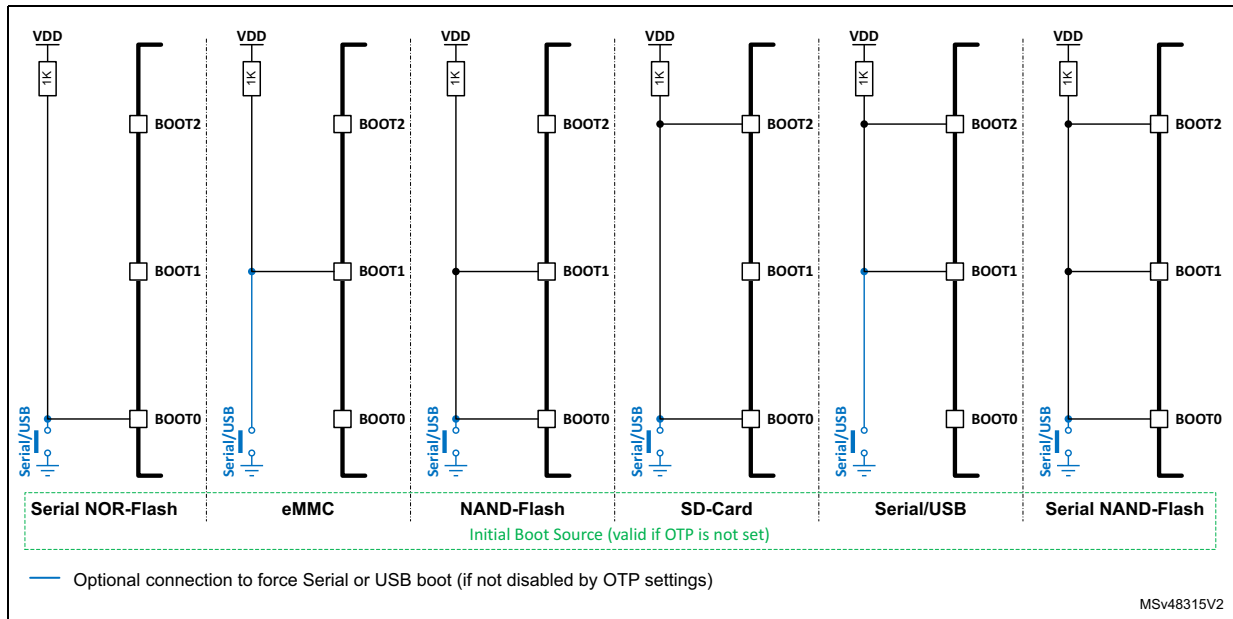 VDD VDD VDD VDD VDD VDD
1K 1K 1K 1K 1K 1K
BOOT2 BOOT2 BOOT2 BOOT2 BOOT2 BOOT2
BOOT1 BOOT1 BOOT1 BOOT1 BOOT1 BOOT1
BOOT0 BOOT0 BOOT0 BOOT0 BOOT0 BOOT0
Serial/USB Serial/USB Serial/USB Serial/USB Serial/USB Serial/USB
Serial NOR-Flash eMMC NAND-Flash SD-Card Serial/USB Serial NAND-Flash
Initial Boot Source (valid if OTP is not set)
Optional connection to force Serial or USB boot (if not disabled by OTP settings)
MSv48315V2